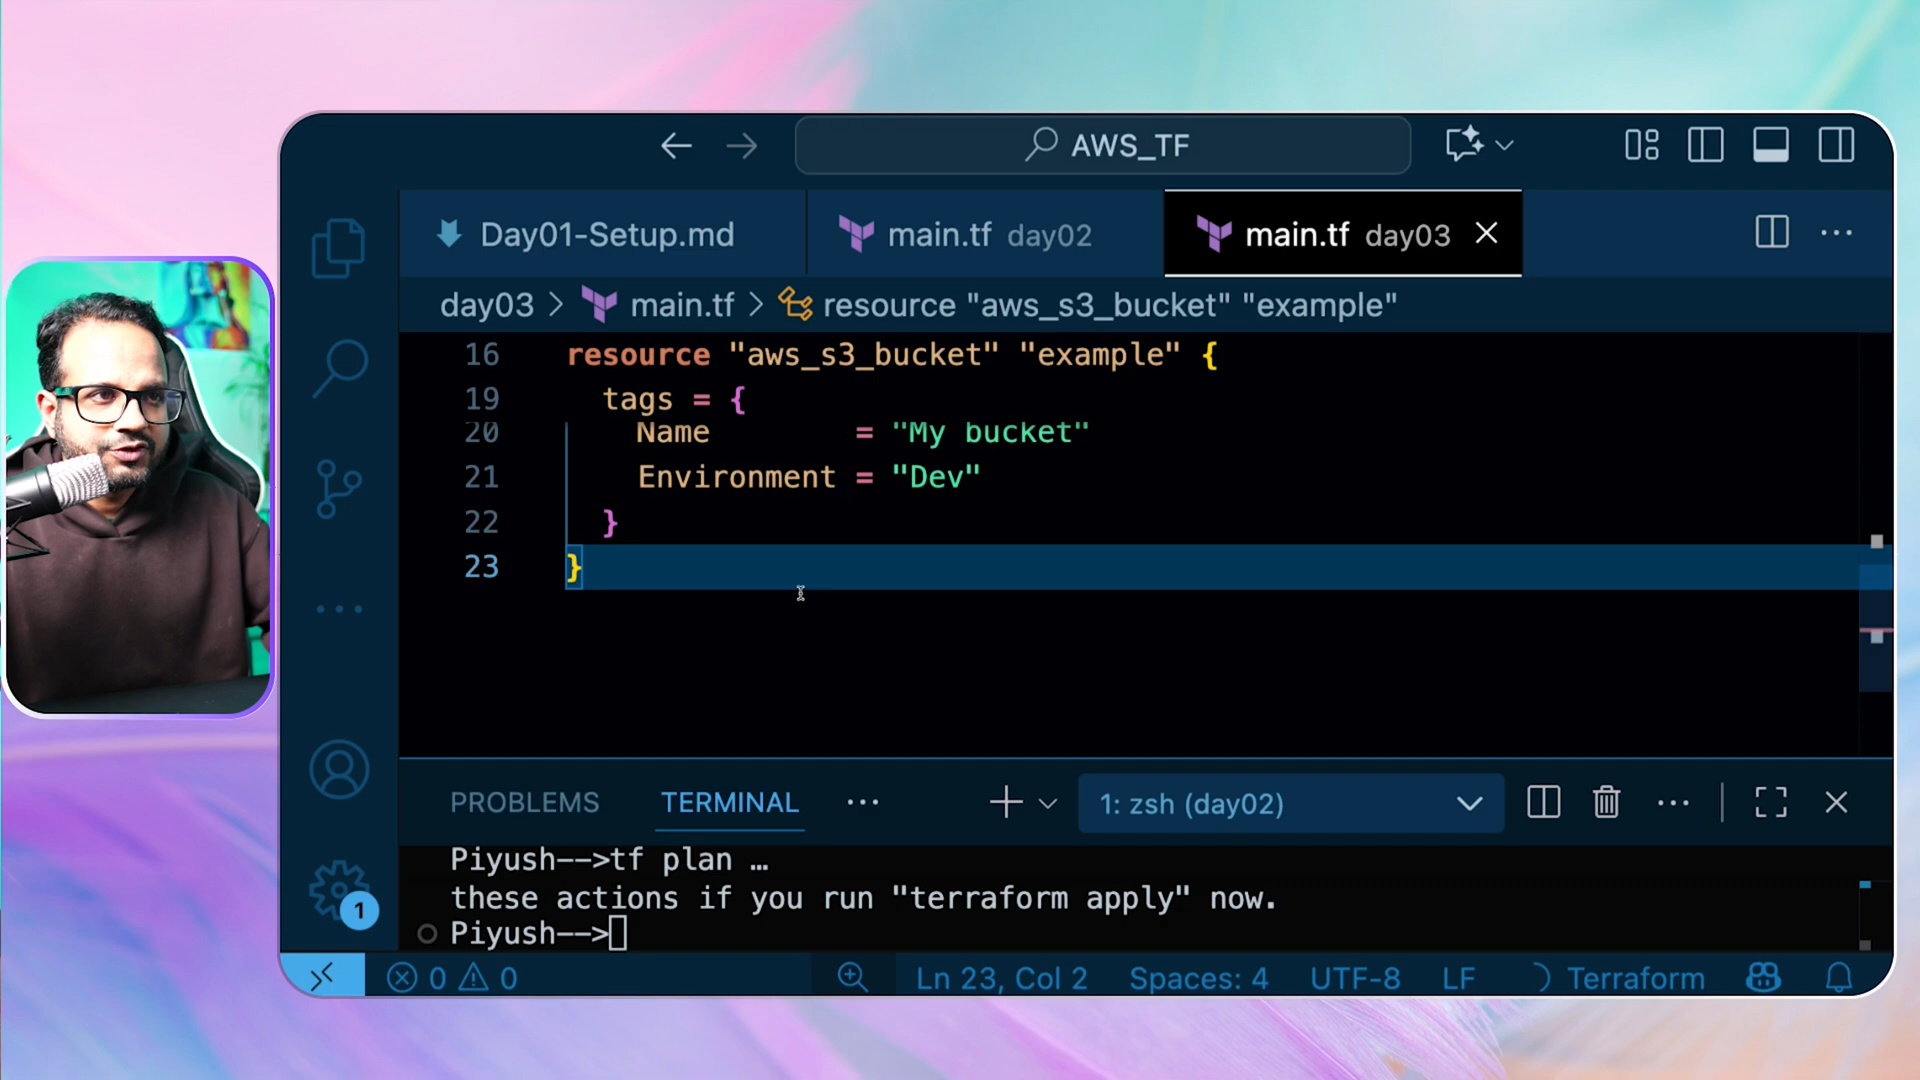 AWS_TF
Day01-Setup.md
main.tf day02
main.tf day03
day03 > main.tf > resource "aws_s3_bucket" "example"
16 resource "aws_s3_bucket" "example" {
19 tags = {
20 Name = "My bucket"
21 Environment = "Dev"
22 }
23 }
PROBLEMS TERMINAL 1: zsh (day02)
Piyush-->tf plan …
these actions if you run "terraform apply" now.
Piyush-->
1
0 0 Ln 23, Col 2 Spaces: 4 UTF-8 LF Terraform